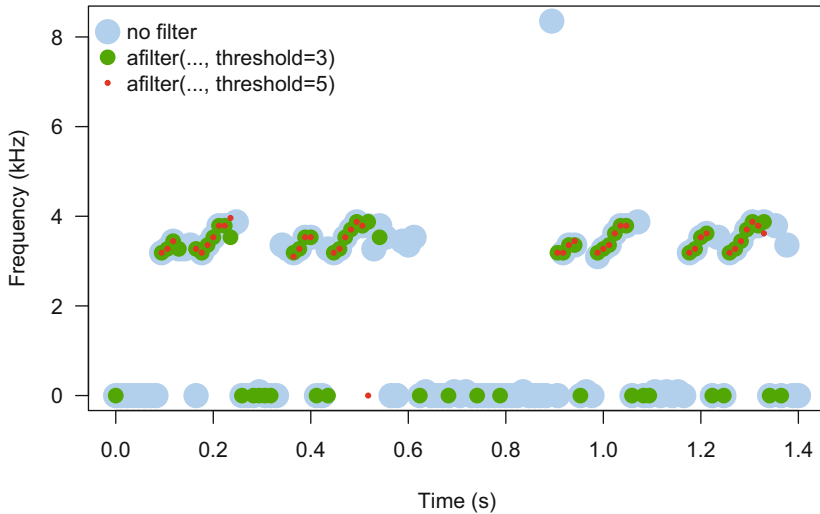 no filter
afilter(..., threshold=3)
afilter(..., threshold=5)
Frequency (kHz)
8
6
4
2
0
0.0 0.2 0.4 0.6 0.8 1.0 1.2 1.4
Time (s)